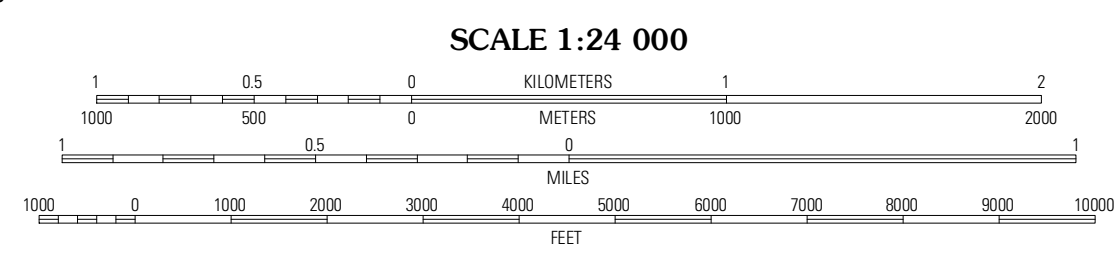 SCALE 1:24 000
1 0.5 0 KILOMETERS 1 2
1000 500 0 METERS 1000 2000
1 0.5 0 1
MILES
1000 0 1000 2000 3000 4000 5000 6000 7000 8000 9000 10000
FEET